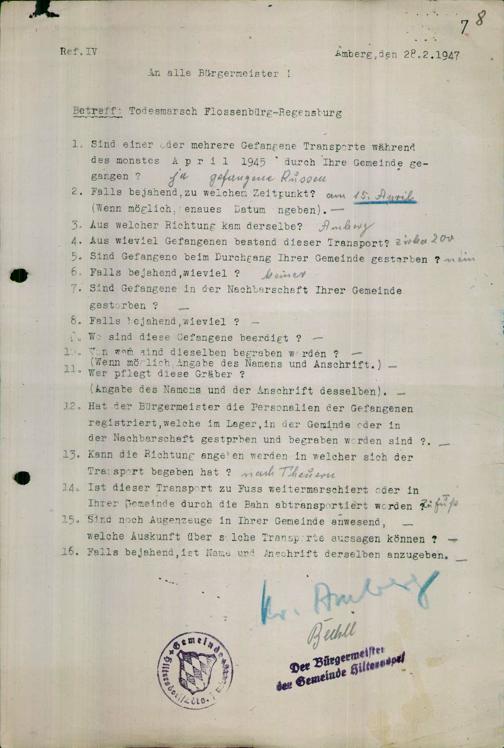 78
Ref.IV
Amberg,den 28.2.1947
An alle Bürgermeister !
Betreff: Todesmarsch Flossenbürg-Regensburg
1. Sind einer oder mehrere Gefangene Transporte während
des monstes A p r i l 1945 durch Ihre Gemeinde ge-
gangen ? ja gefangene Russen
2. Falls bejahend,zu welchem Zeitpunkt? am 15. April
(Wenn möglich, enaues Datum ngeben). —
3. Aus welcher Richtung kam derselbe? Amberg
4. Aus wieviel Gefangenen bestand dieser Transport? zirka 200
5. Sind Gefangene beim Durchgang Ihrer Gemeinde gestorben ? nein
6. Falls bejahend,wieviel ? keiner
7. Sind Gefangene in der Nachbarschaft Ihrer Gemeinde
gestorben ? —
8. Falls bejahend,wieviel ? —
9. Wo sind diese Gefangene beerdigt ? —
10. Von wem sind dieselben begraben worden ? —
(Wenn möglich,Angabe des Namens und Anschrift.) —
11. Wer pflegt diese Gräber ?
(Angabe des Namens und der Anschrift desselben). —
12. Hat der Bürgermeister die Personalien der Gefangenen
registriert,welche im Lager,in der Gemeinde oder in
der Nachbarschaft gestprben und begraben worden sind ?. —
13. Kann die Richtung angegeben werden in welcher sich der
Transport begeben hat ? nach Theuern
14. Ist dieser Transport zu Fuss weitermarschiert oder in
Ihrer Gemeinde durch die Bahn abtransportiert worden ? zu fuß
15. Sind noch Augenzeuge in Ihrer Gemeinde anwesend, —
welche Auskunft über solche Transporte aussagen können ? —
16. Falls bejahend,ist Name und Anschrift derselben anzugeben. —
Kr. Amberg
Der Bürgermeister
der Gemeinde Hiltersdorf
Gemeinde Hiltersdorf